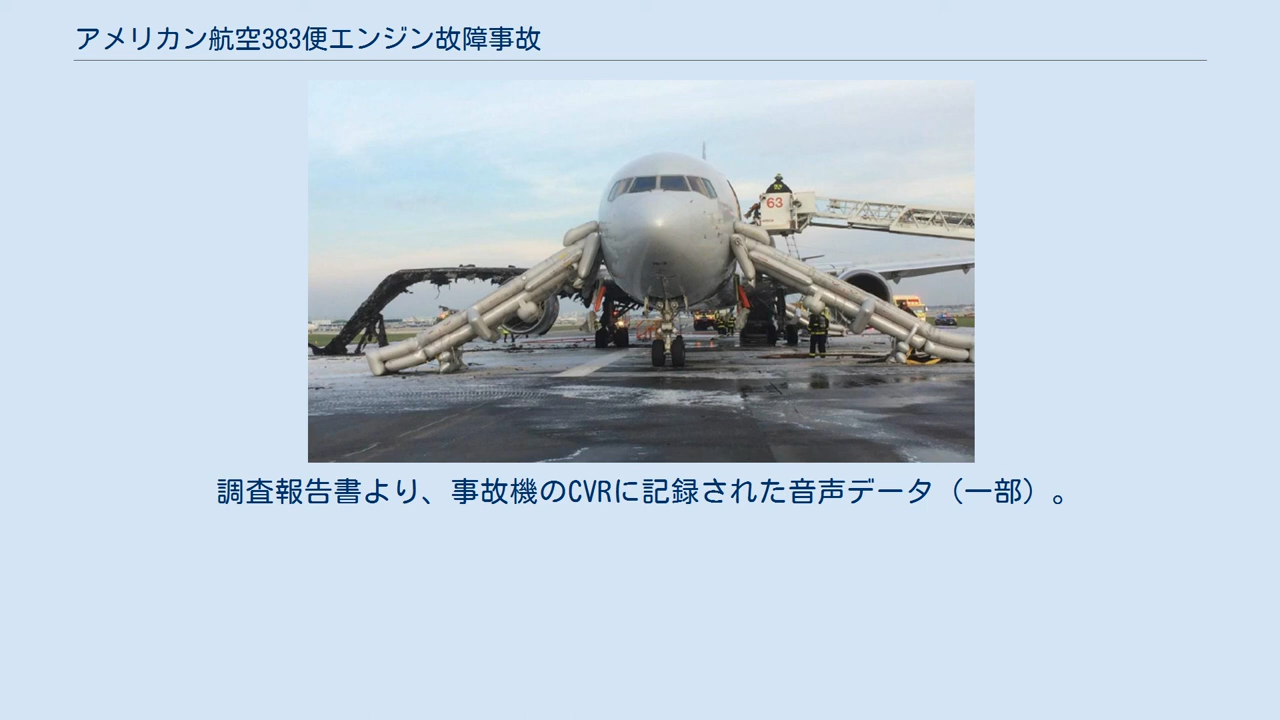 アメリカン航空383便エンジン故障事故
63
調査報告書より、事故機のCVRに記録された音声データ（一部）。